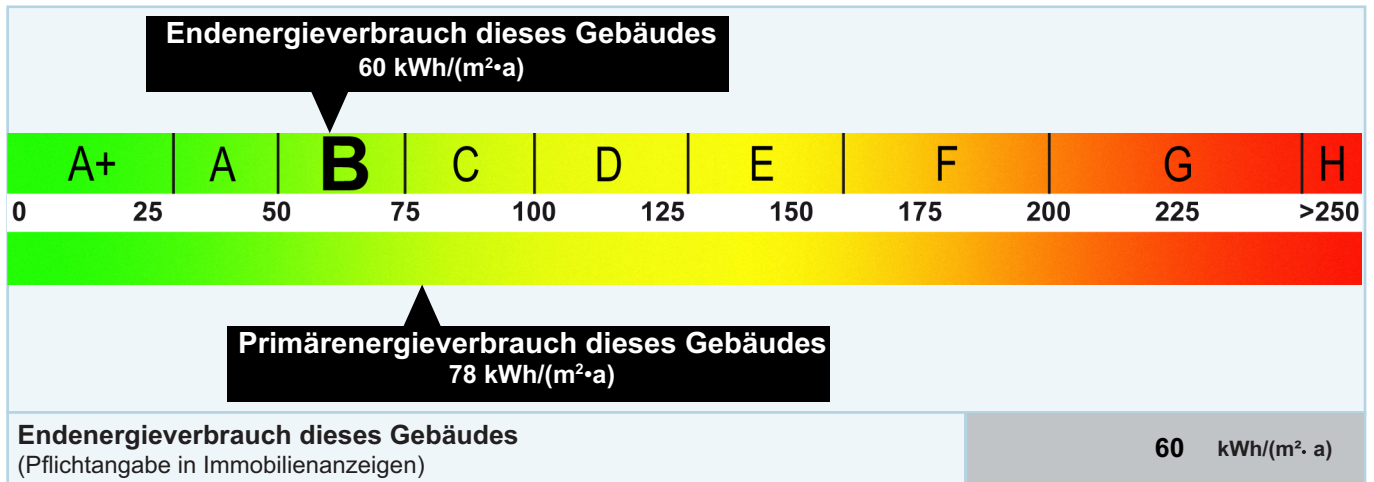 Endenergieverbrauch dieses Gebäudes
60 kWh/(m²•a)
A+ A B C D E F G H
0 25 50 75 100 125 150 175 200 225 >250
Primärenergieverbrauch dieses Gebäudes
78 kWh/(m²•a)
Endenergieverbrauch dieses Gebäudes
(Pflichtangabe in Immobilienanzeigen)
60 kWh/(m²· a)